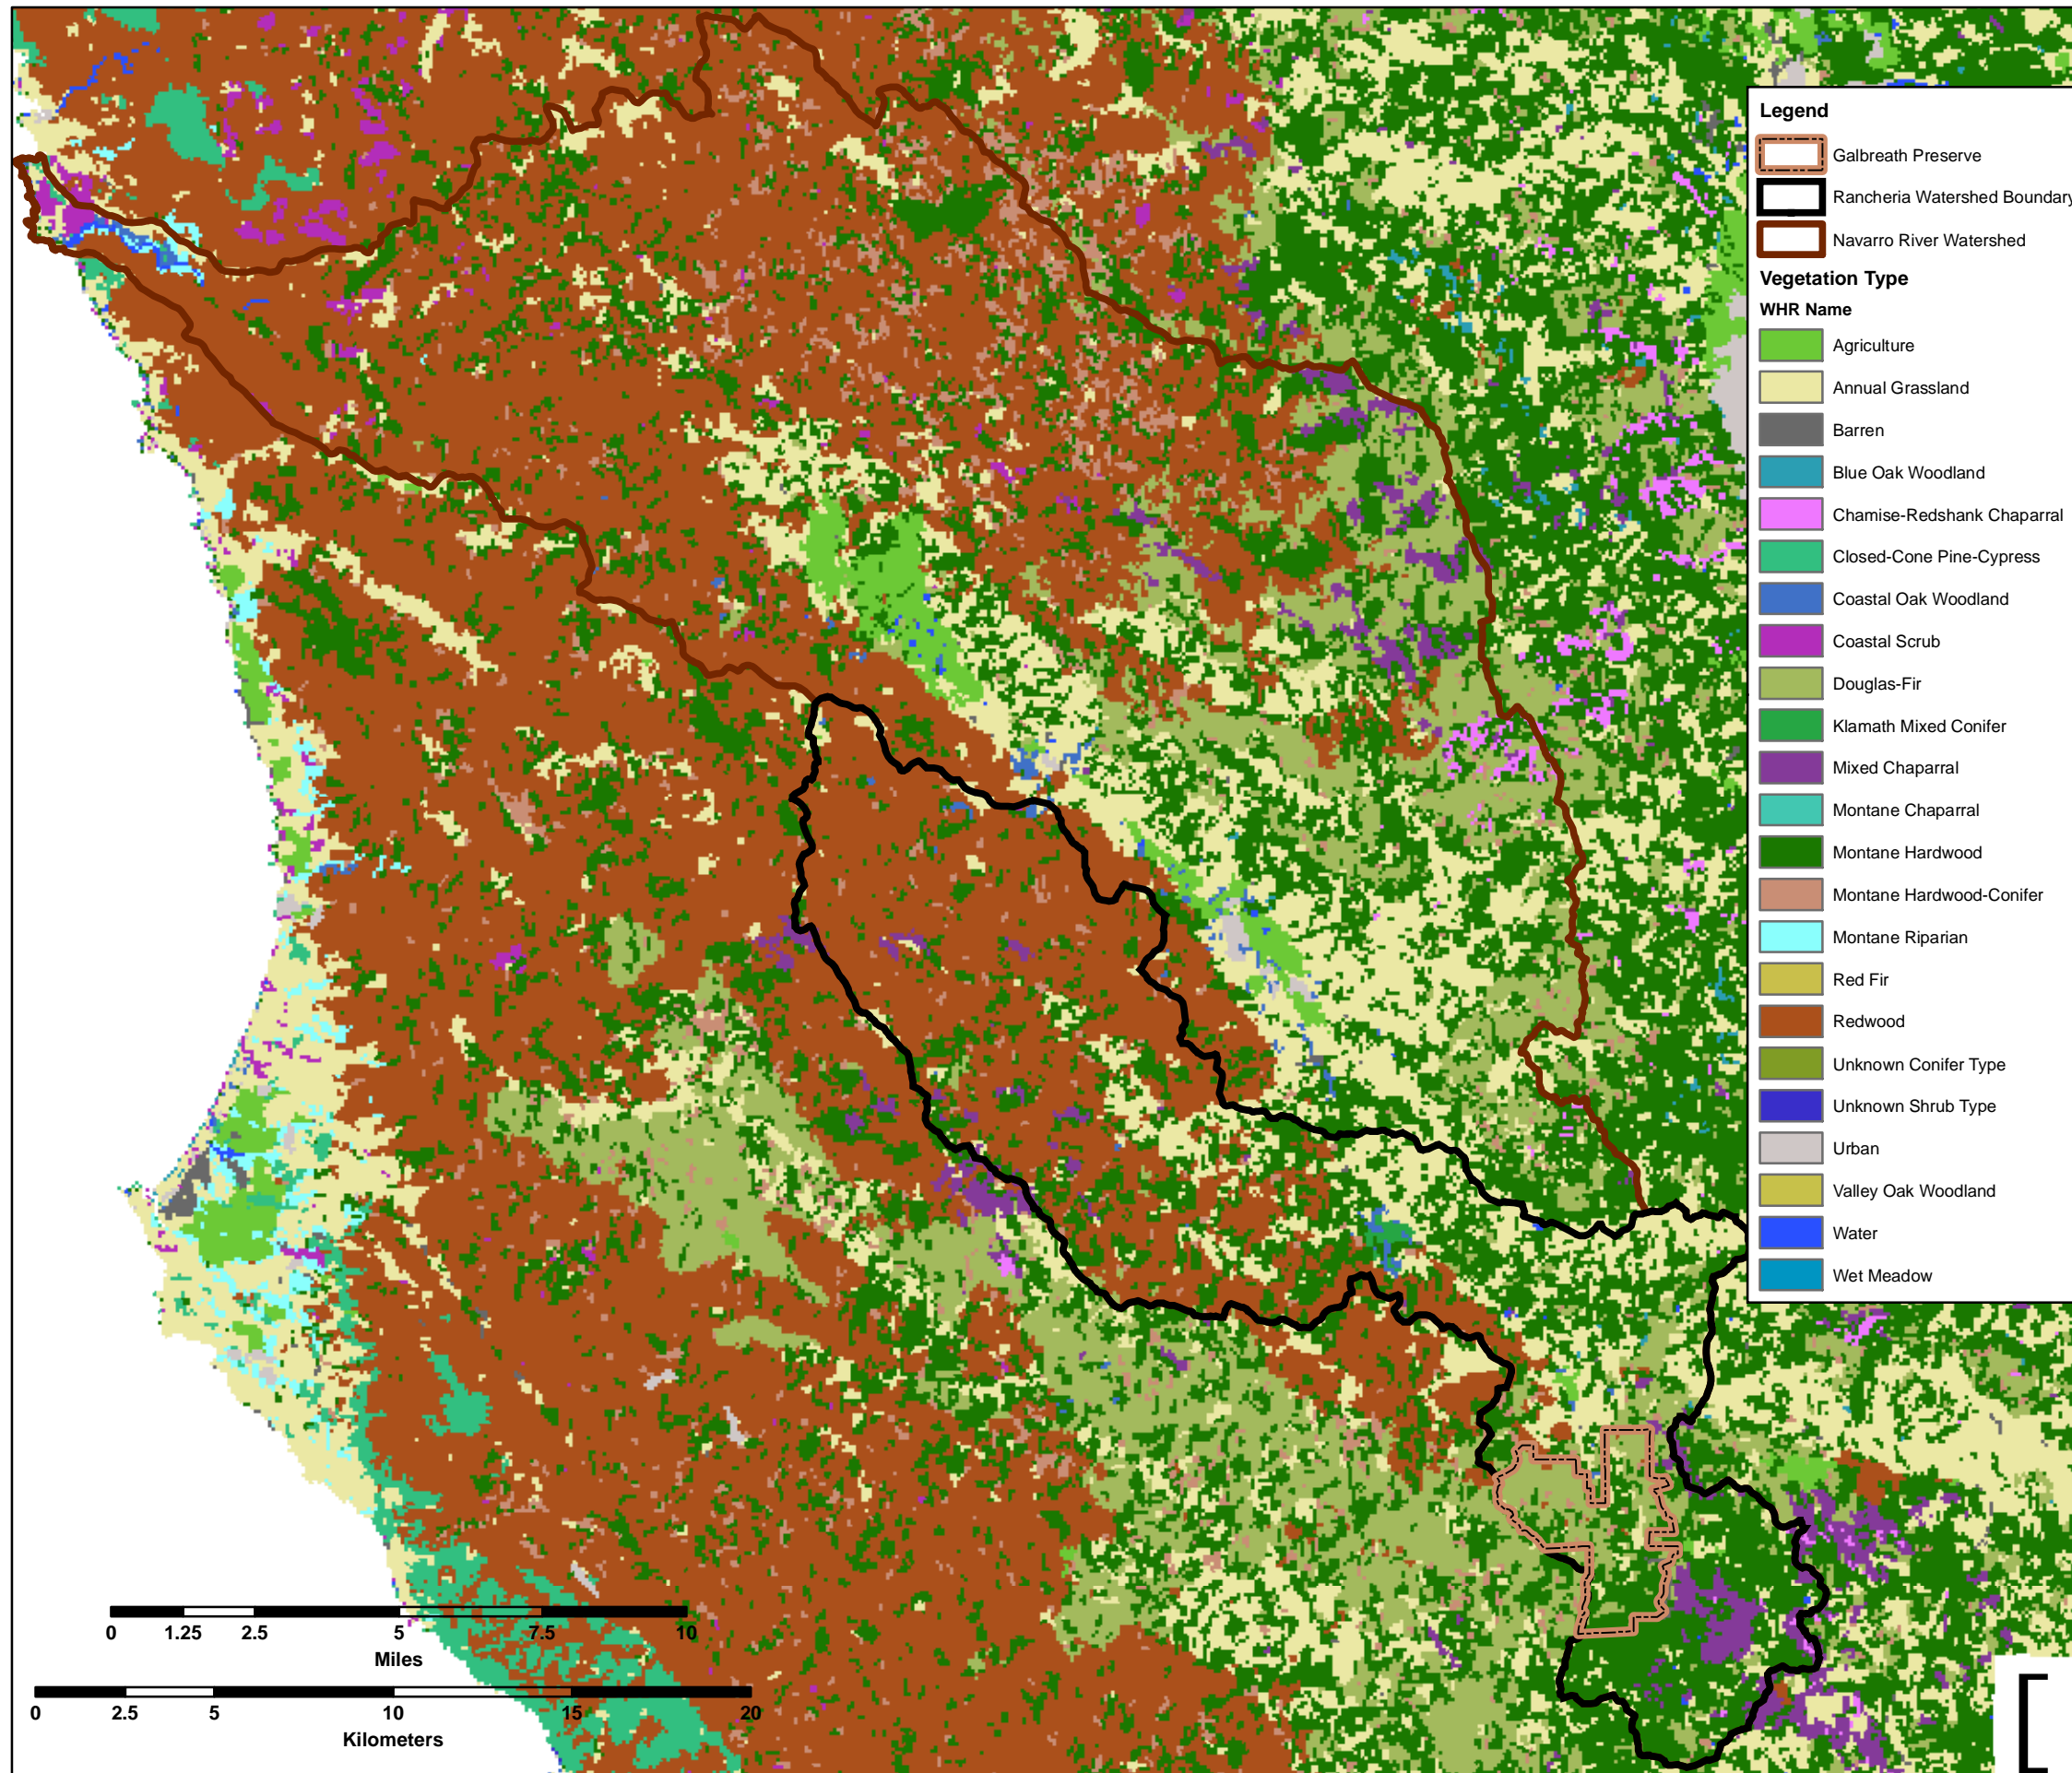 Legend
Galbreath Preserve
Rancheria Watershed Boundary
Navarro River Watershed
Vegetation Type
WHR Name
Agriculture
Annual Grassland
Barren
Blue Oak Woodland
Chamise-Redshank Chaparral
Closed-Cone Pine-Cypress
Coastal Oak Woodland
Coastal Scrub
Douglas-Fir
Klamath Mixed Conifer
Mixed Chaparral
Montane Chaparral
Montane Hardwood
Montane Hardwood-Conifer
Montane Riparian
Red Fir
Redwood
Unknown Conifer Type
Unknown Shrub Type
Urban
Valley Oak Woodland
Water
Wet Meadow
0 1.25 2.5 5 7.5 10
Miles
0 2.5 5 10 15 20
Kilometers